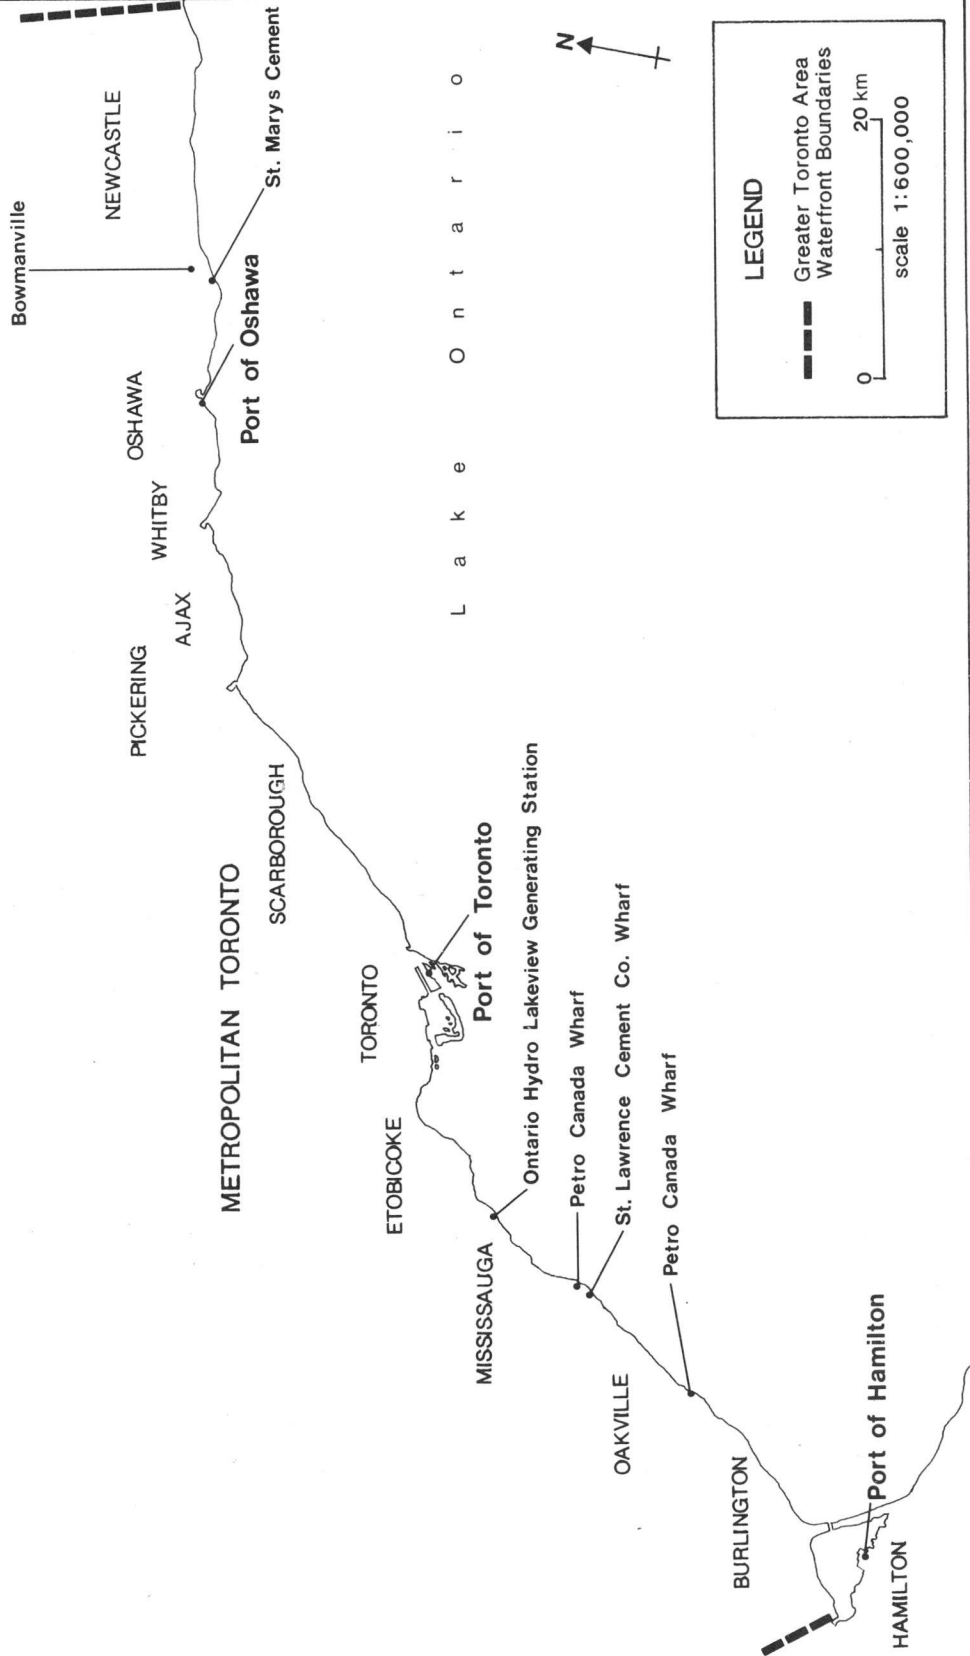 Bowmanville
NEWCASTLE
St. Marys Cement
OSHAWA
Port of Oshawa
WHITBY
AJAX
PICKERING
SCARBOROUGH
METROPOLITAN TORONTO
TORONTO
Port of Toronto
ETOBICOKE
Ontario Hydro Lakeview Generating Station
MISSISSAUGA
Petro Canada Wharf
St. Lawrence Cement Co. Wharf
OAKVILLE
Petro Canada Wharf
BURLINGTON
Port of Hamilton
HAMILTON
Lake Ontario
N
LEGEND
Greater Toronto Area
Waterfront Boundaries
0 20 km
scale 1:600,000